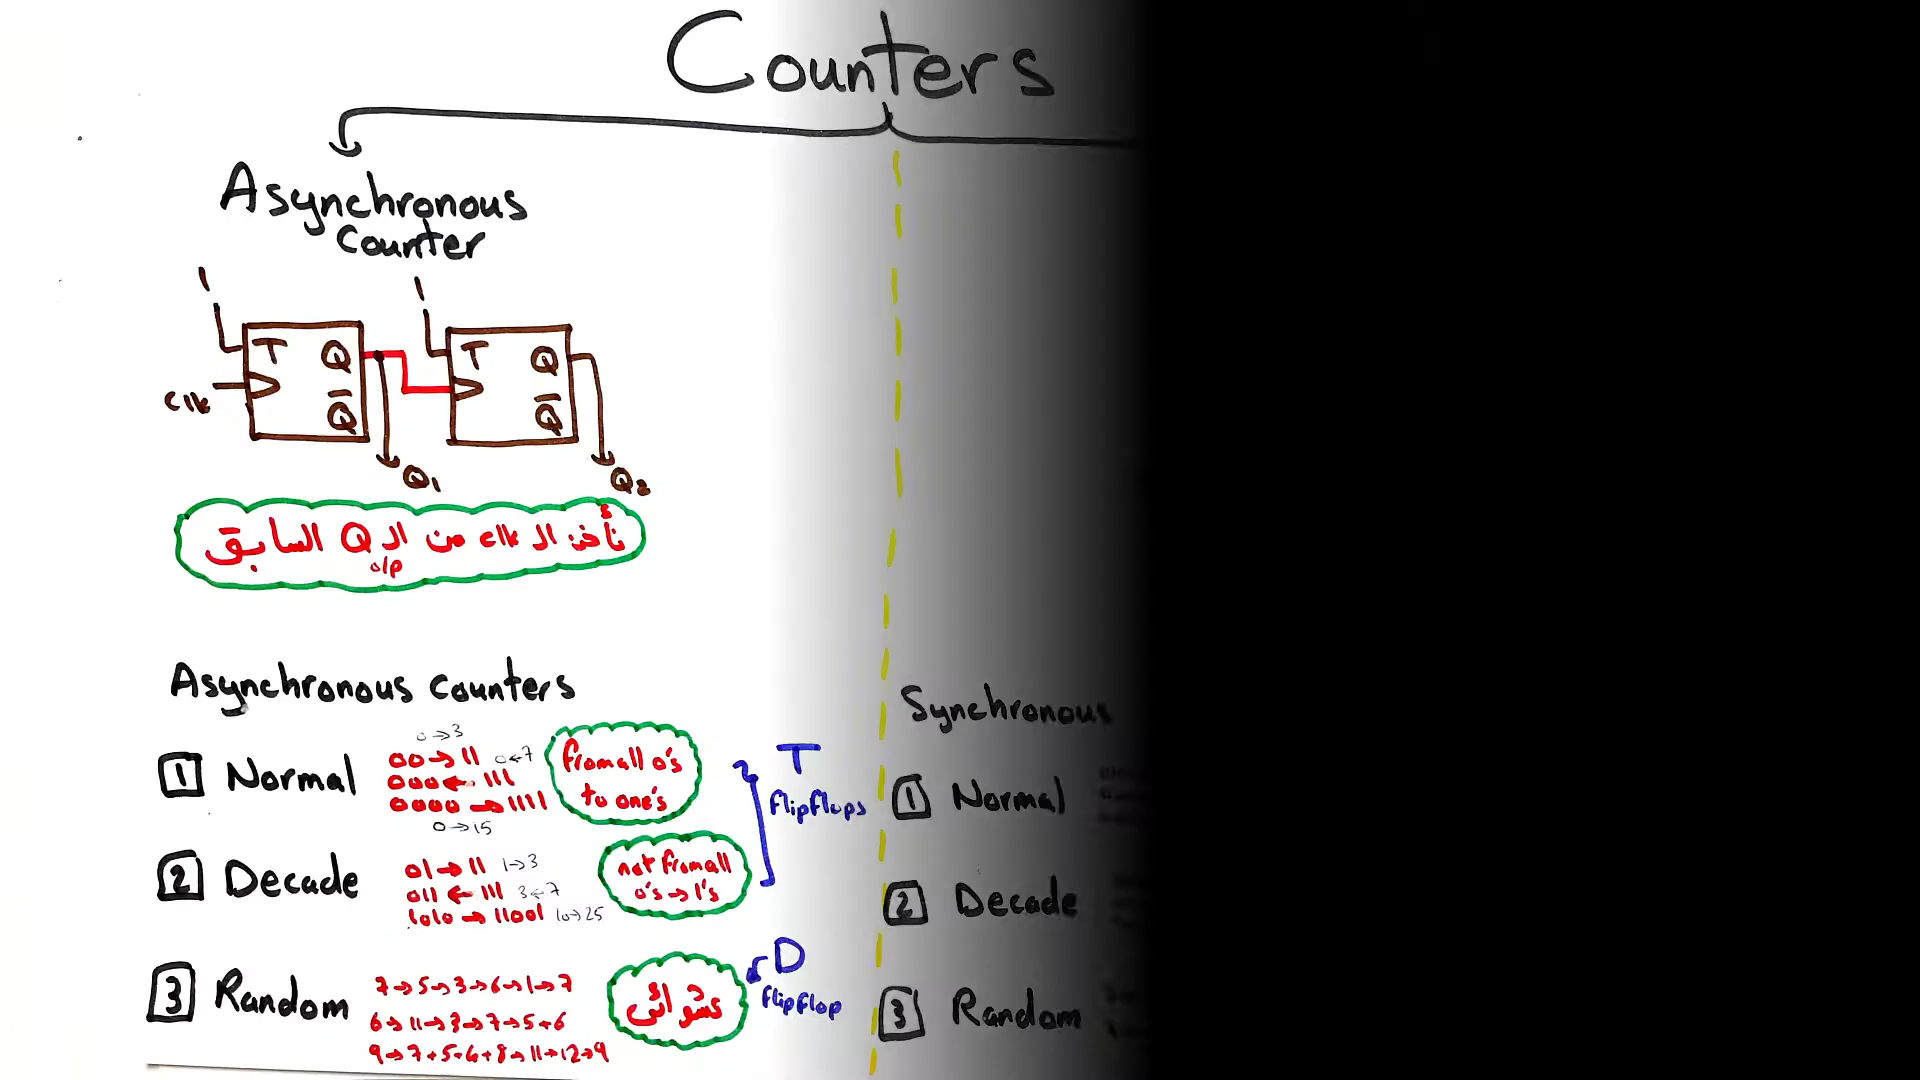 Counters
Asynchronous
Counter
1 1
T Q
Q̅
clk
T Q
Q̅
Q1
Q2
نأخذ ال clk من ال Q السابق
o/p
Asynchronous Counters
1 Normal
0→3
00→11 0←7
000←111
0000→1111
0→15
from all 0's
to one's
2 Decade
01→11 1→3
011←111 3←7
1010→11001 10→25
not from all
0's→1's
T
flipflops
3 Random
7→5→3→6→1→7
6→11→3→7→5→6
9→7→5→6→8→11→12→9
عشوائي
D
flipflop
Synchronous
1 Normal
2 Decade
3 Random